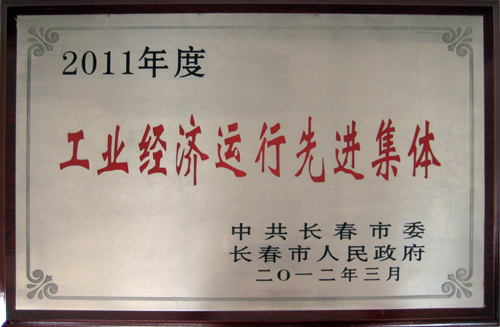 2011年度
工业经济运行先进集体
中共长春市委
长春市人民政府
二〇一二年三月